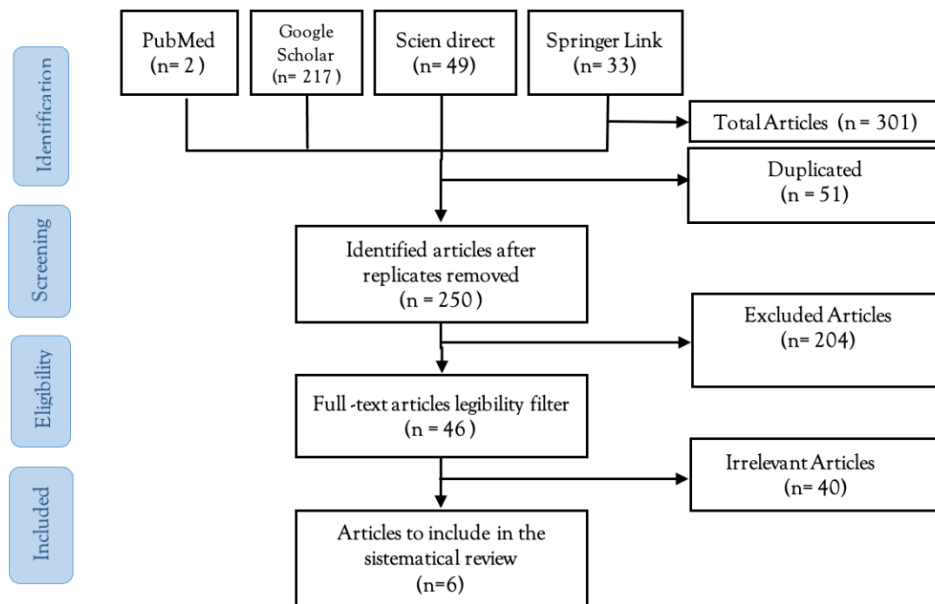 Identification
PubMed
(n= 2 )
Google
Scholar
(n= 217)
Scien direct
(n= 49)
Springer Link
(n= 33)
Total Articles (n = 301)
Duplicated
(n = 51)
Screening
Identified articles after
replicates removed
(n = 250)
Excluded Articles
(n= 204)
Eligibility
Full -text articles legibility filter
(n = 46)
Irrelevant Articles
(n= 40)
Included
Articles to include in the
sistematical review
(n=6)